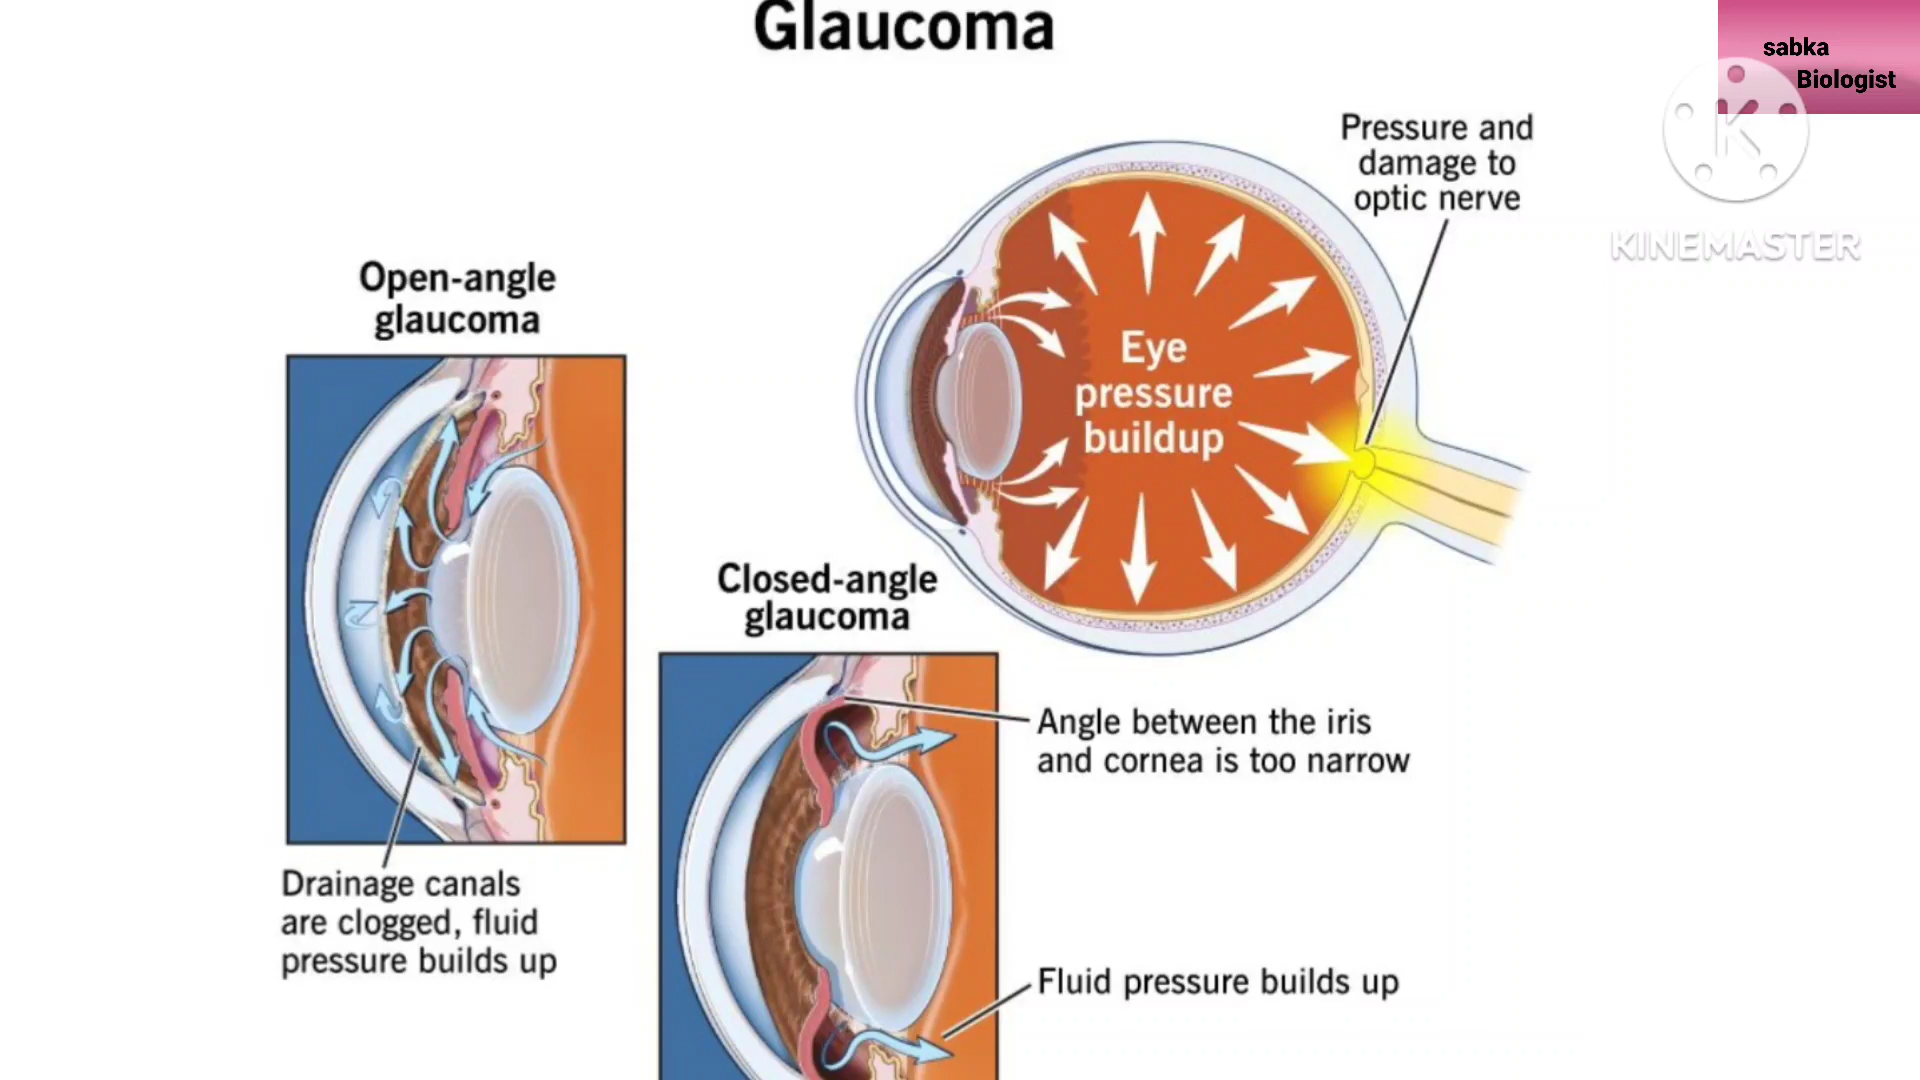 Glaucoma
sabka
Biologist
KINEMASTER
Pressure and
damage to
optic nerve
Open-angle
glaucoma
Eye
pressure
buildup
Closed-angle
glaucoma
Angle between the iris
and cornea is too narrow
Drainage canals
are clogged, fluid
pressure builds up
Fluid pressure builds up